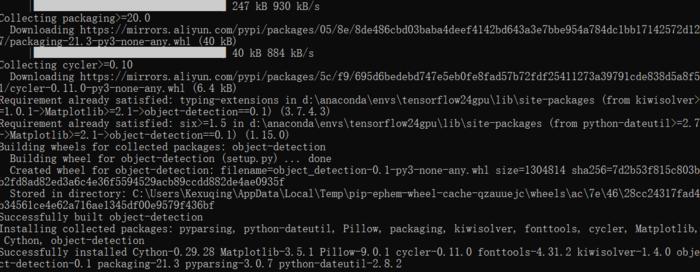 247 kB 930 kB/s
Collecting packaging>=20.0
Downloading https://mirrors.aliyun.com/pypi/packages/05/8e/8de486cbd03baba4deef4142bd643a3e7bbe954a784dc1bb17142572d12
7/packaging-21.3-py3-none-any.whl (40 kB)
40 kB 884 kB/s
Collecting cycler>=0.10
Downloading https://mirrors.aliyun.com/pypi/packages/5c/f9/695d6bedebd747e5eb0fe8fad57b72fdf25411273a39791cde838d5a8f5
1/cycler-0.11.0-py3-none-any.whl (6.4 kB)
Requirement already satisfied: typing-extensions in d:\anaconda\envs\tensorflow24gpu\lib\site-packages (from kiwisolver>
=1.0.1->Matplotlib>=2.1->object-detection==0.1) (3.7.4.3)
Requirement already satisfied: six>=1.5 in d:\anaconda\envs\tensorflow24gpu\lib\site-packages (from python-dateutil>=2.7
->Matplotlib>=2.1->object-detection==0.1) (1.15.0)
Building wheels for collected packages: object-detection
Building wheel for object-detection (setup.py) ... done
Created wheel for object-detection: filename=object_detection-0.1-py3-none-any.whl size=1304814 sha256=7d2b53f815c803b
b2fd8ad82ed3a6c4e36f5594529acb89ccdd882de4ae0935f
Stored in directory: C:\Users\Kexuqing\AppData\Local\Temp\pip-ephem-wheel-cache-qzauuejc\wheels\ac\7e\46\28cc24317fad4
b34561ce4e62a716ae1345df00e9579f436bf
Successfully built object-detection
Installing collected packages: pyparsing, python-dateutil, Pillow, packaging, kiwisolver, fonttools, cycler, Matplotlib,
Cython, object-detection
Successfully installed Cython-0.29.28 Matplotlib-3.5.1 Pillow-9.0.1 cycler-0.11.0 fonttools-4.31.2 kiwisolver-1.4.0 obje
ct-detection-0.1 packaging-21.3 pyparsing-3.0.7 python-dateutil-2.8.2